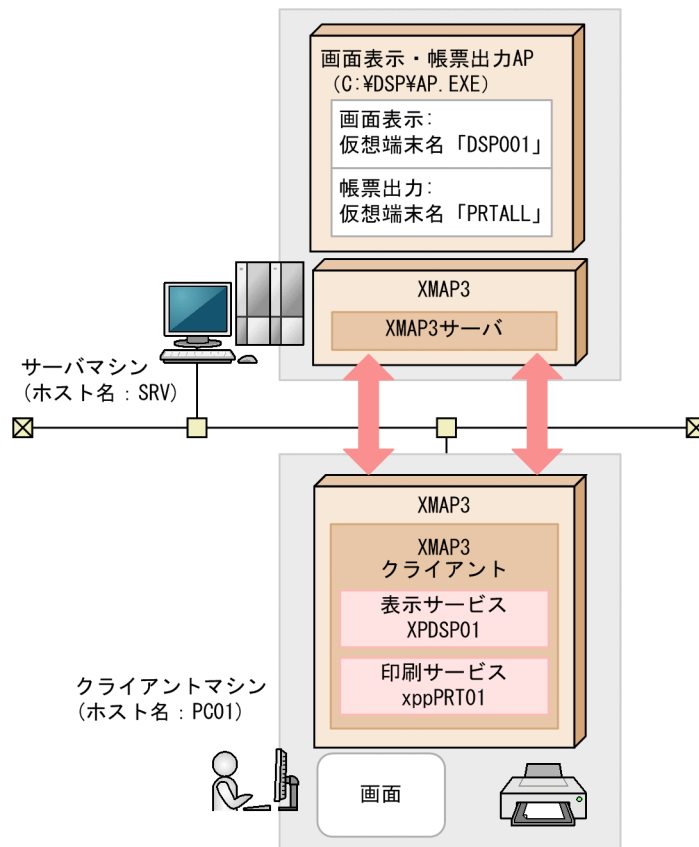 画面表示・帳票出力AP
(C:¥DSP¥AP.EXE)
画面表示:
仮想端末名「DSP001」
帳票出力:
仮想端末名「PRTALL」
XMAP3
XMAP3サーバ
サーバマシン
(ホスト名:SRV)
XMAP3
XMAP3
クライアント
表示サービス
XPDSP01
印刷サービス
xppPRT01
クライアントマシン
(ホスト名:PC01)
画面